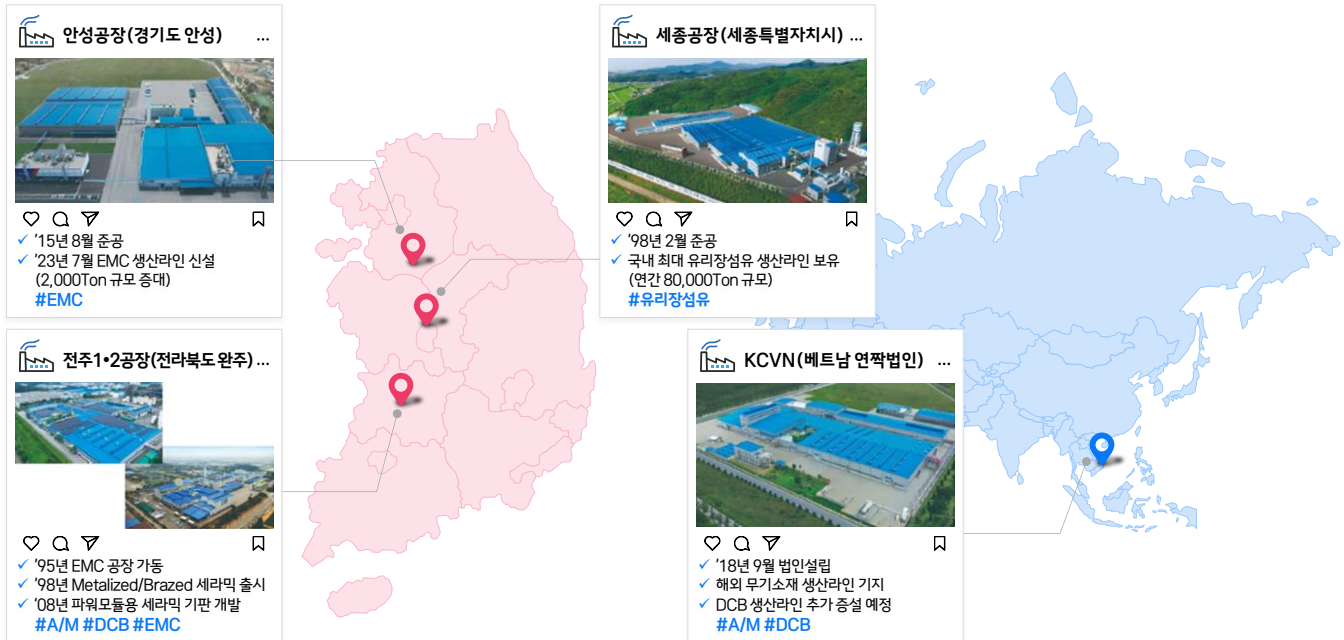 안성공장(경기도 안성) ...
✓ '15년 8월 준공
✓ '23년 7월 EMC 생산라인 신설
(2,000Ton 규모 증대)
#EMC
세종공장(세종특별자치시) ...
✓ '98년 2월 준공
✓ 국내 최대 유리장섬유 생산라인 보유
(연간 80,000Ton 규모)
#유리장섬유
전주1•2공장(전라북도 완주) ...
✓ '95년 EMC 공장 가동
✓ '98년 Metalized/Brazed 세라믹 출시
✓ '08년 파워모듈용 세라믹 기판 개발
#A/M #DCB #EMC
KCVN(베트남 연짝법인) ...
✓ '18년 9월 법인설립
✓ 해외 무기소재 생산라인 기지
✓ DCB 생산라인 추가 증설 예정
#A/M #DCB